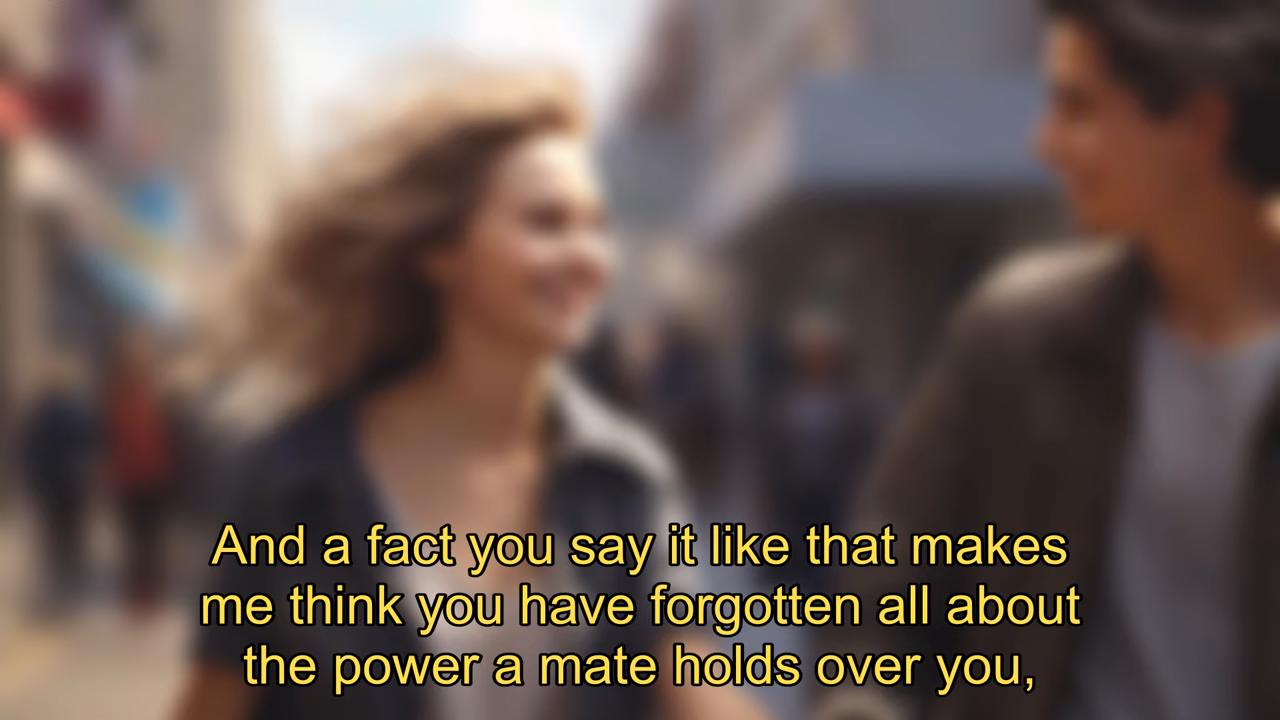 And a fact you say it like that makes
me think you have forgotten all about
the power a mate holds over you,